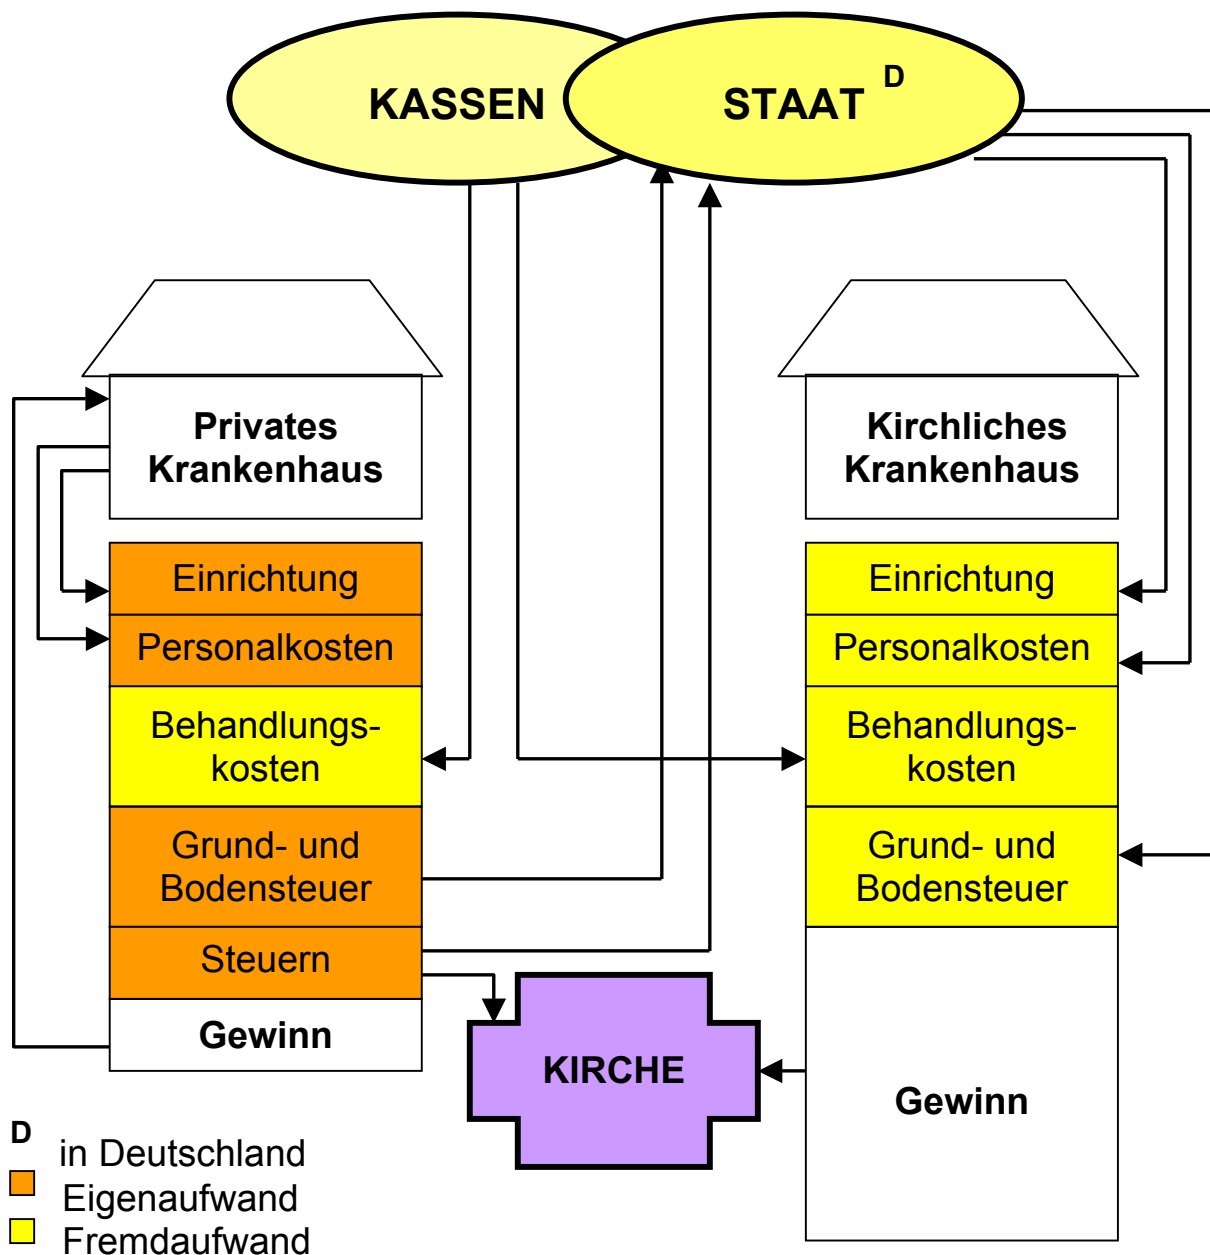 KASSEN
STAAT D
Privates
Krankenhaus
Einrichtung
Personalkosten
Behandlungs-
kosten
Grund- und
Bodensteuer
Steuern
Gewinn
Kirchliches
Krankenhaus
Einrichtung
Personalkosten
Behandlungs-
kosten
Grund- und
Bodensteuer
Gewinn
KIRCHE
D in Deutschland
Eigenaufwand
Fremdaufwand